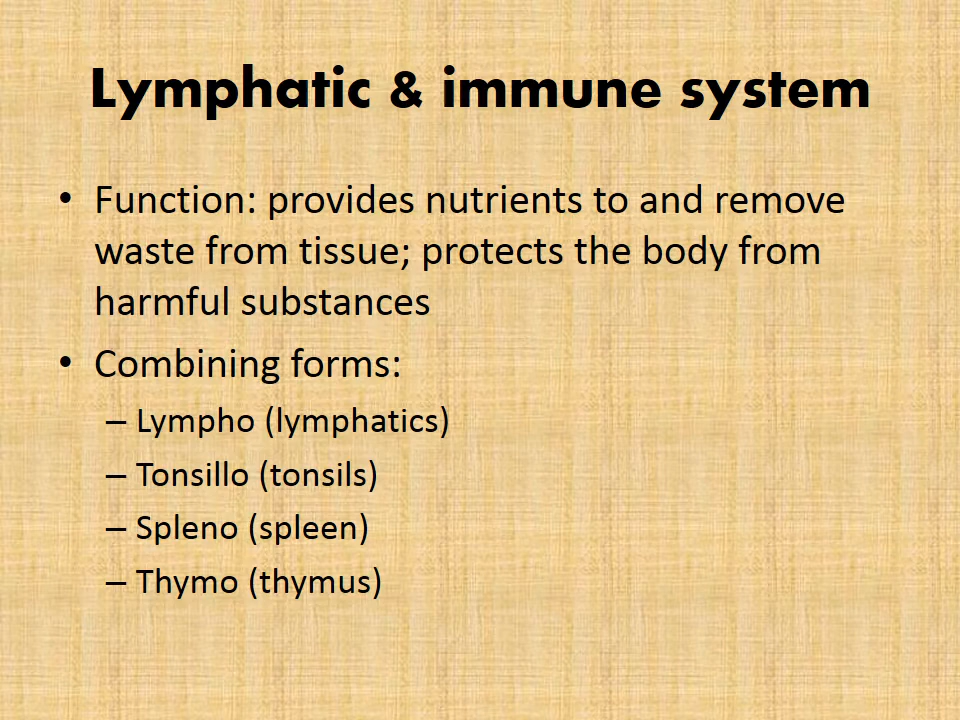 Lymphatic & immune system
• Function: provides nutrients to and remove
waste from tissue; protects the body from
harmful substances
• Combining forms:
– Lympho (lymphatics)
– Tonsillo (tonsils)
– Spleno (spleen)
– Thymo (thymus)